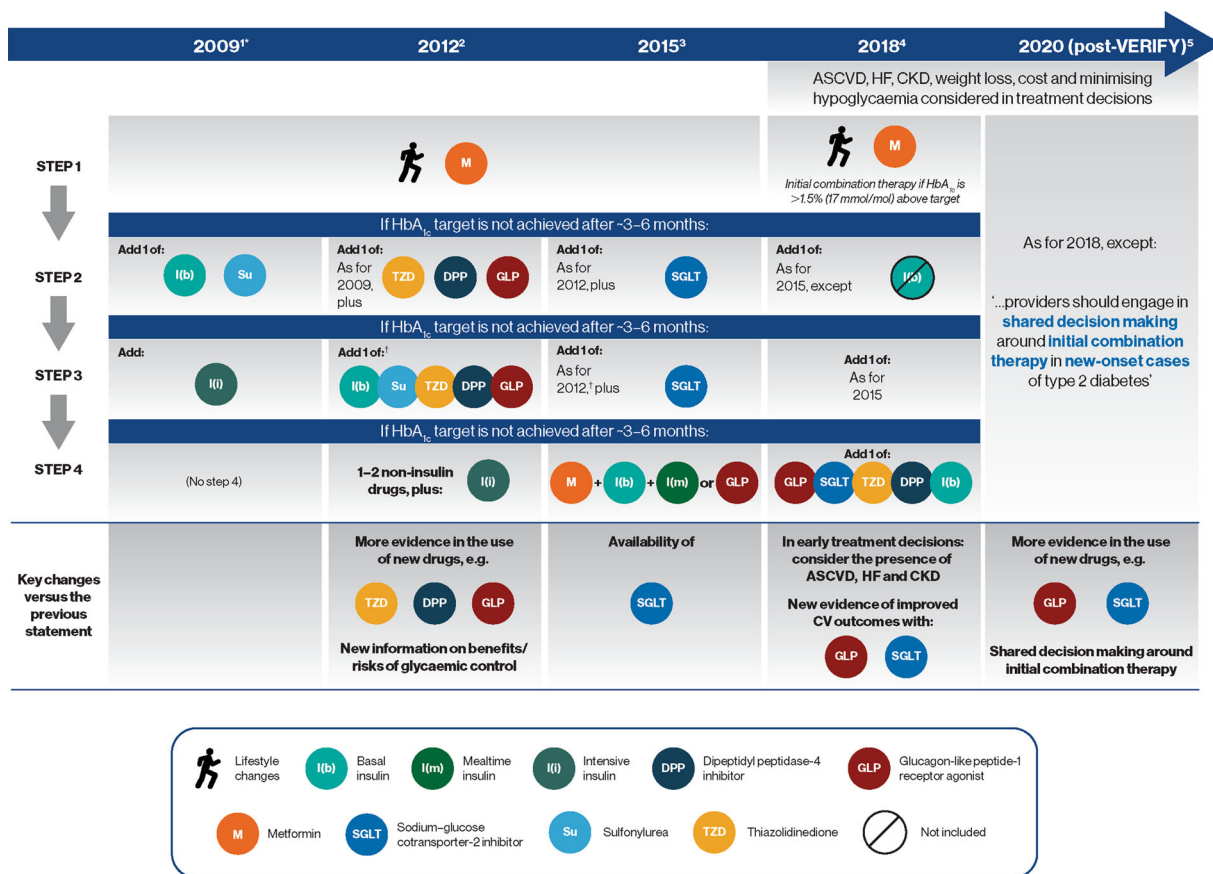 2009¹* 2012² 2015³ 2018⁴ 2020 (post-VERIFY)⁵
ASCVD, HF, CKD, weight loss, cost and minimising
hypoglycaemia considered in treatment decisions
STEP 1
M
M
Initial combination therapy if HbA1c is
>1.5% (17 mmol/mol) above target
If HbA1c target is not achieved after ~3–6 months:
STEP 2
Add 1 of:
I(b) Su
Add 1 of:
As for
2009,
plus
TZD DPP GLP
Add 1 of:
As for
2012, plus
SGLT
Add 1 of:
As for
2015, except
I(b)
If HbA1c target is not achieved after ~3–6 months:
STEP 3
Add:
I(i)
Add 1 of:†
I(b) Su TZD DPP GLP
Add 1 of:
As for
2012,† plus
SGLT
Add 1 of:
As for
2015
If HbA1c target is not achieved after ~3–6 months:
STEP 4
(No step 4)
1–2 non-insulin
drugs, plus:
I(i)
M + I(b) + I(m) or GLP
Add 1 of:
GLP SGLT TZD DPP I(b)
As for 2018, except:
‘...providers should engage in
shared decision making
around initial combination
therapy in new-onset cases
of type 2 diabetes’
Key changes
versus the
previous
statement
More evidence in the use
of new drugs, e.g.
TZD DPP GLP
New information on benefits/
risks of glycaemic control
Availability of
SGLT
In early treatment decisions:
consider the presence of
ASCVD, HF and CKD
New evidence of improved
CV outcomes with:
GLP SGLT
More evidence in the use
of new drugs, e.g.
GLP SGLT
Shared decision making around
initial combination therapy
Lifestyle
changes
I(b)
Basal
insulin
I(m)
Mealtime
insulin
I(i)
Intensive
insulin
DPP
Dipeptidyl peptidase-4
inhibitor
GLP
Glucagon-like peptide-1
receptor agonist
M
Metformin
SGLT
Sodium–glucose
cotransporter-2 inhibitor
Su
Sulfonylurea
TZD
Thiazolidinedione
Not included